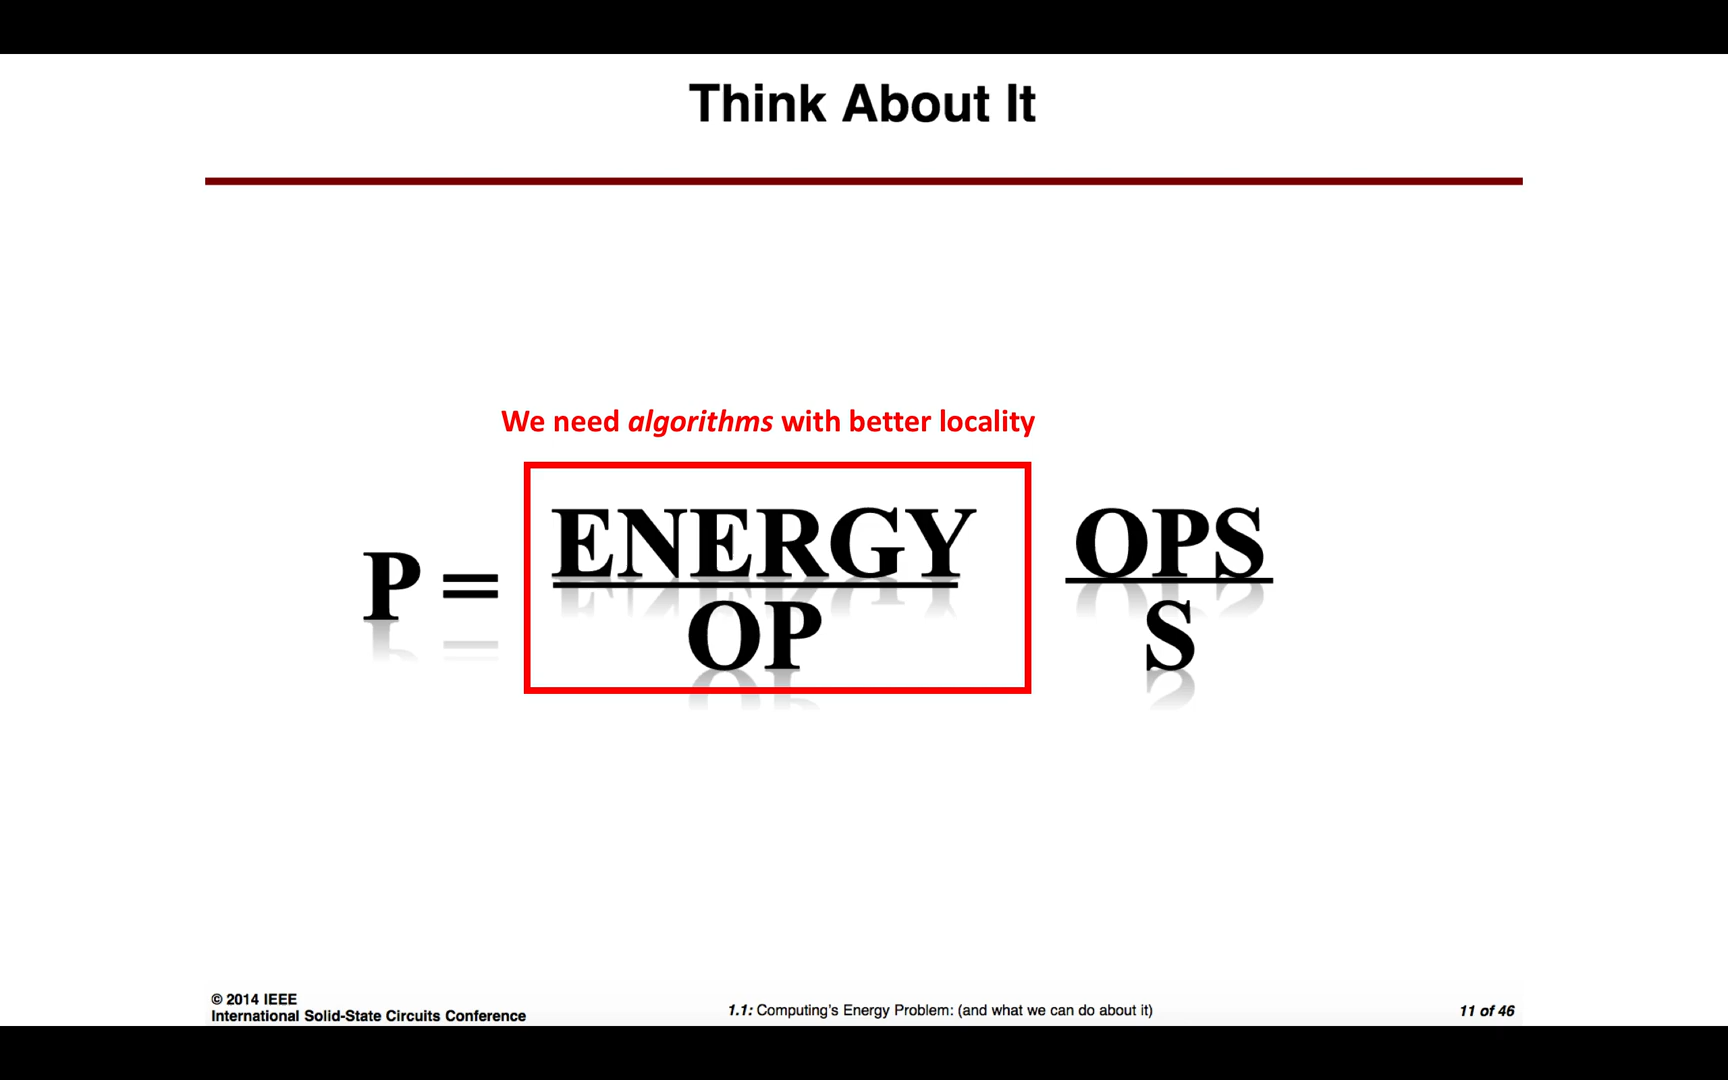 Think About It
We need algorithms with better locality
P = ENERGY OPS
OP S
© 2014 IEEE
International Solid-State Circuits Conference
1.1: Computing's Energy Problem: (and what we can do about it)
11 of 46